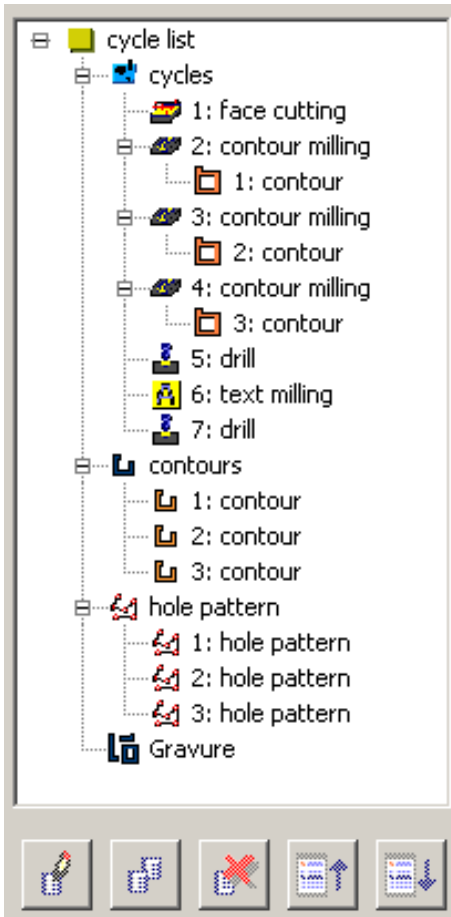 cycle list
cycles
1: face cutting
2: contour milling
1: contour
3: contour milling
2: contour
4: contour milling
3: contour
5: drill
6: text milling
7: drill
contours
1: contour
2: contour
3: contour
hole pattern
1: hole pattern
2: hole pattern
3: hole pattern
Gravure